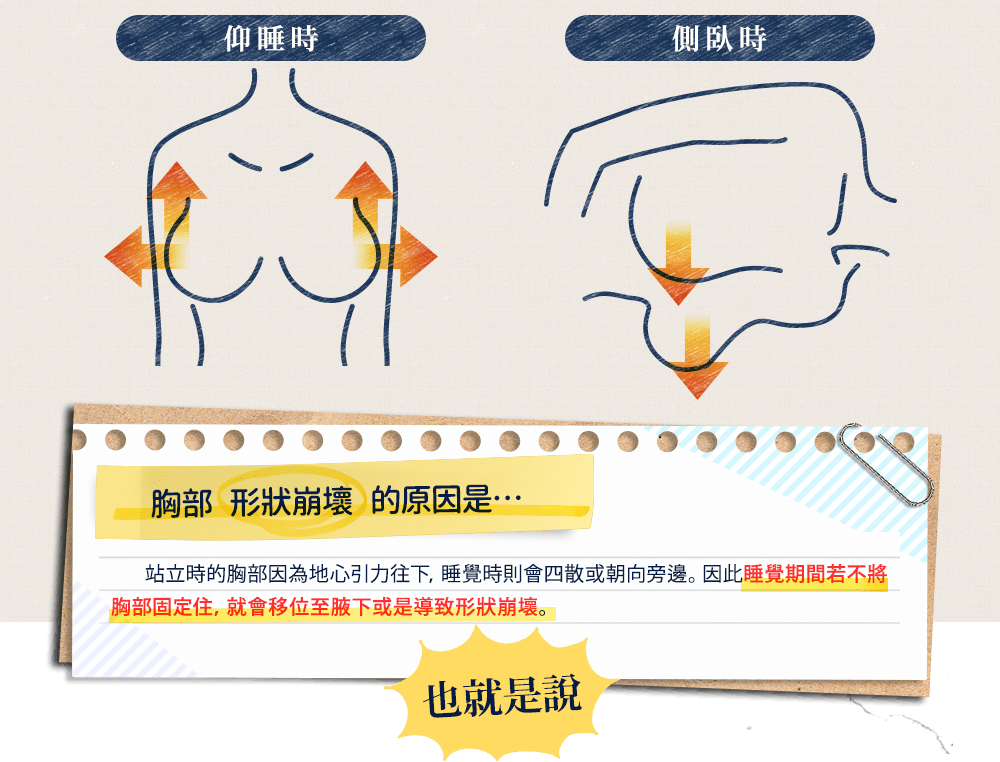 仰睡時
側臥時
胸部 形狀崩壞 的原因是…
站立時的胸部因為地心引力往下, 睡覺時則會四散或朝向旁邊。因此睡覺期間若不將
胸部固定住, 就會移位至腋下或是導致形狀崩壞。
也就是說